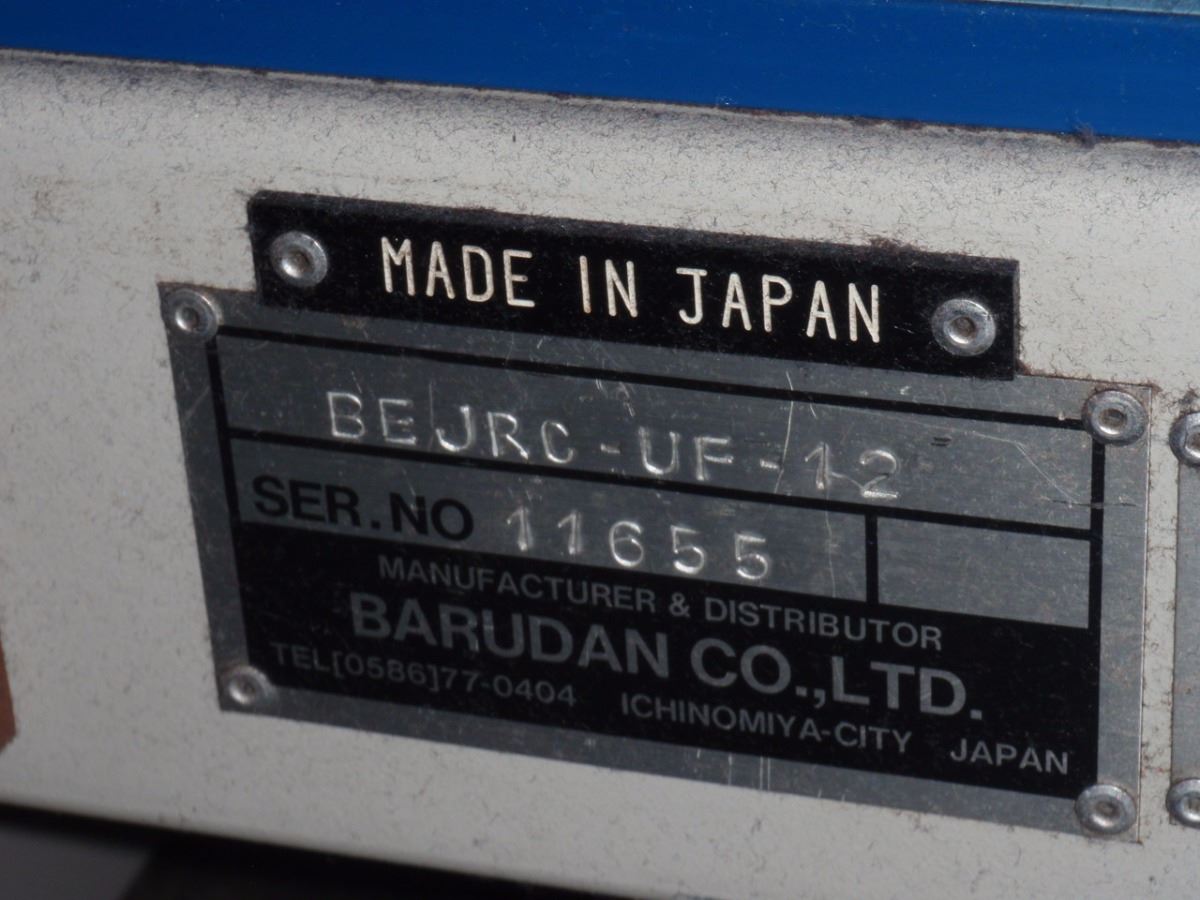 MADE IN JAPAN
BEJRC-UF-12
SER.NO 11655
MANUFACTURER & DISTRIBUTOR
BARUDAN CO.,LTD.
TEL[0586]77-0404 ICHINOMIYA-CITY JAPAN